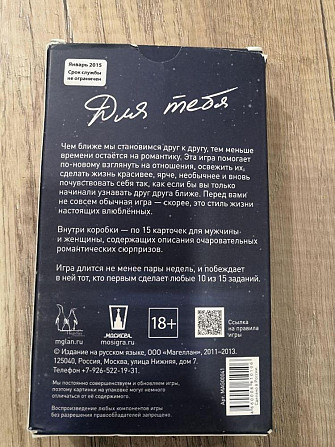 Январь 2015
Срок службы
не ограничен
Для тебя
Чем ближе мы становимся друг к другу, тем меньше
времени остаётся на романтику. Эта игра помогает
по-новому взглянуть на отношения, освежить их,
сделать жизнь красивее, ярче, необычнее и вновь
почувствовать себя так, как если бы вы только
начинали узнавать друг друга ближе. Перед вами
не совсем обычная игра — скорее, это стиль жизни
настоящих влюблённых.
Внутри коробки — по 15 карточек для мужчины
и женщины, содержащих описания очаровательных
романтических сюрпризов.
Игра длится не менее пары недель, и побеждает
в ней тот, кто первым сделает любые 10 из 15 заданий.
mglan.ru
МОСИГРА
mosigra.ru
18+
Ссылка
на правила
игры
© Издание на русском языке, ООО «Магеллан», 2011–2013.
125040, Россия, Москва, улица Нижняя, дом 7.
Телефон +7-926-522-19-31.
Мы постоянно совершенствуем и обновляем игры,
поэтому картинки на упаковке могут немного
отличаться от её содержимого.
Воспроизведение любых компонентов игры
без разрешения правообладателя запрещено.